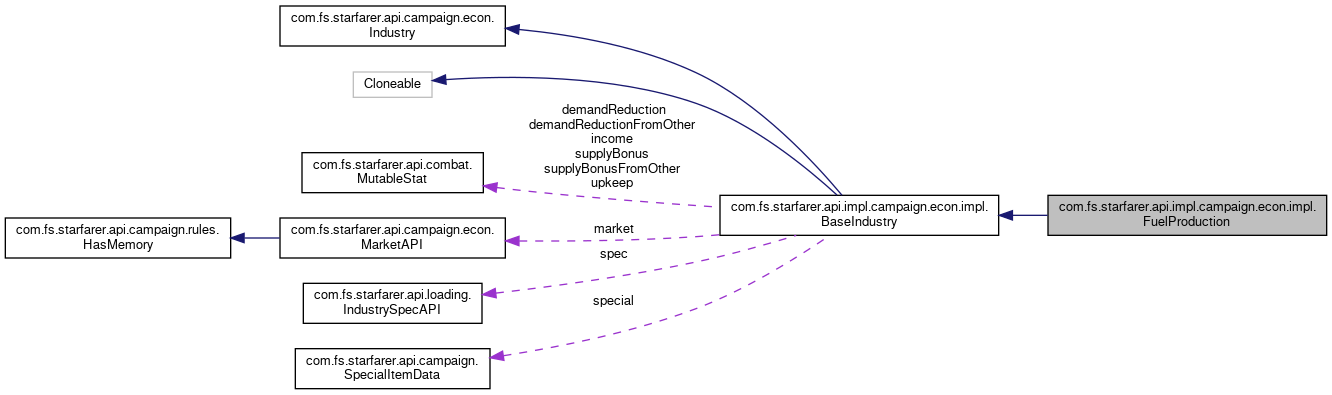 com.fs.starfarer.api.campaign.econ.
Industry
Cloneable
demandReduction
demandReductionFromOther
income
supplyBonus
supplyBonusFromOther
upkeep
com.fs.starfarer.api.combat.
MutableStat
com.fs.starfarer.api.impl.campaign.econ.impl.
BaseIndustry
com.fs.starfarer.api.impl.campaign.econ.impl.
FuelProduction
com.fs.starfarer.api.campaign.rules.
HasMemory
com.fs.starfarer.api.campaign.econ.
MarketAPI
market
spec
com.fs.starfarer.api.loading.
IndustrySpecAPI
special
com.fs.starfarer.api.campaign.
SpecialItemData